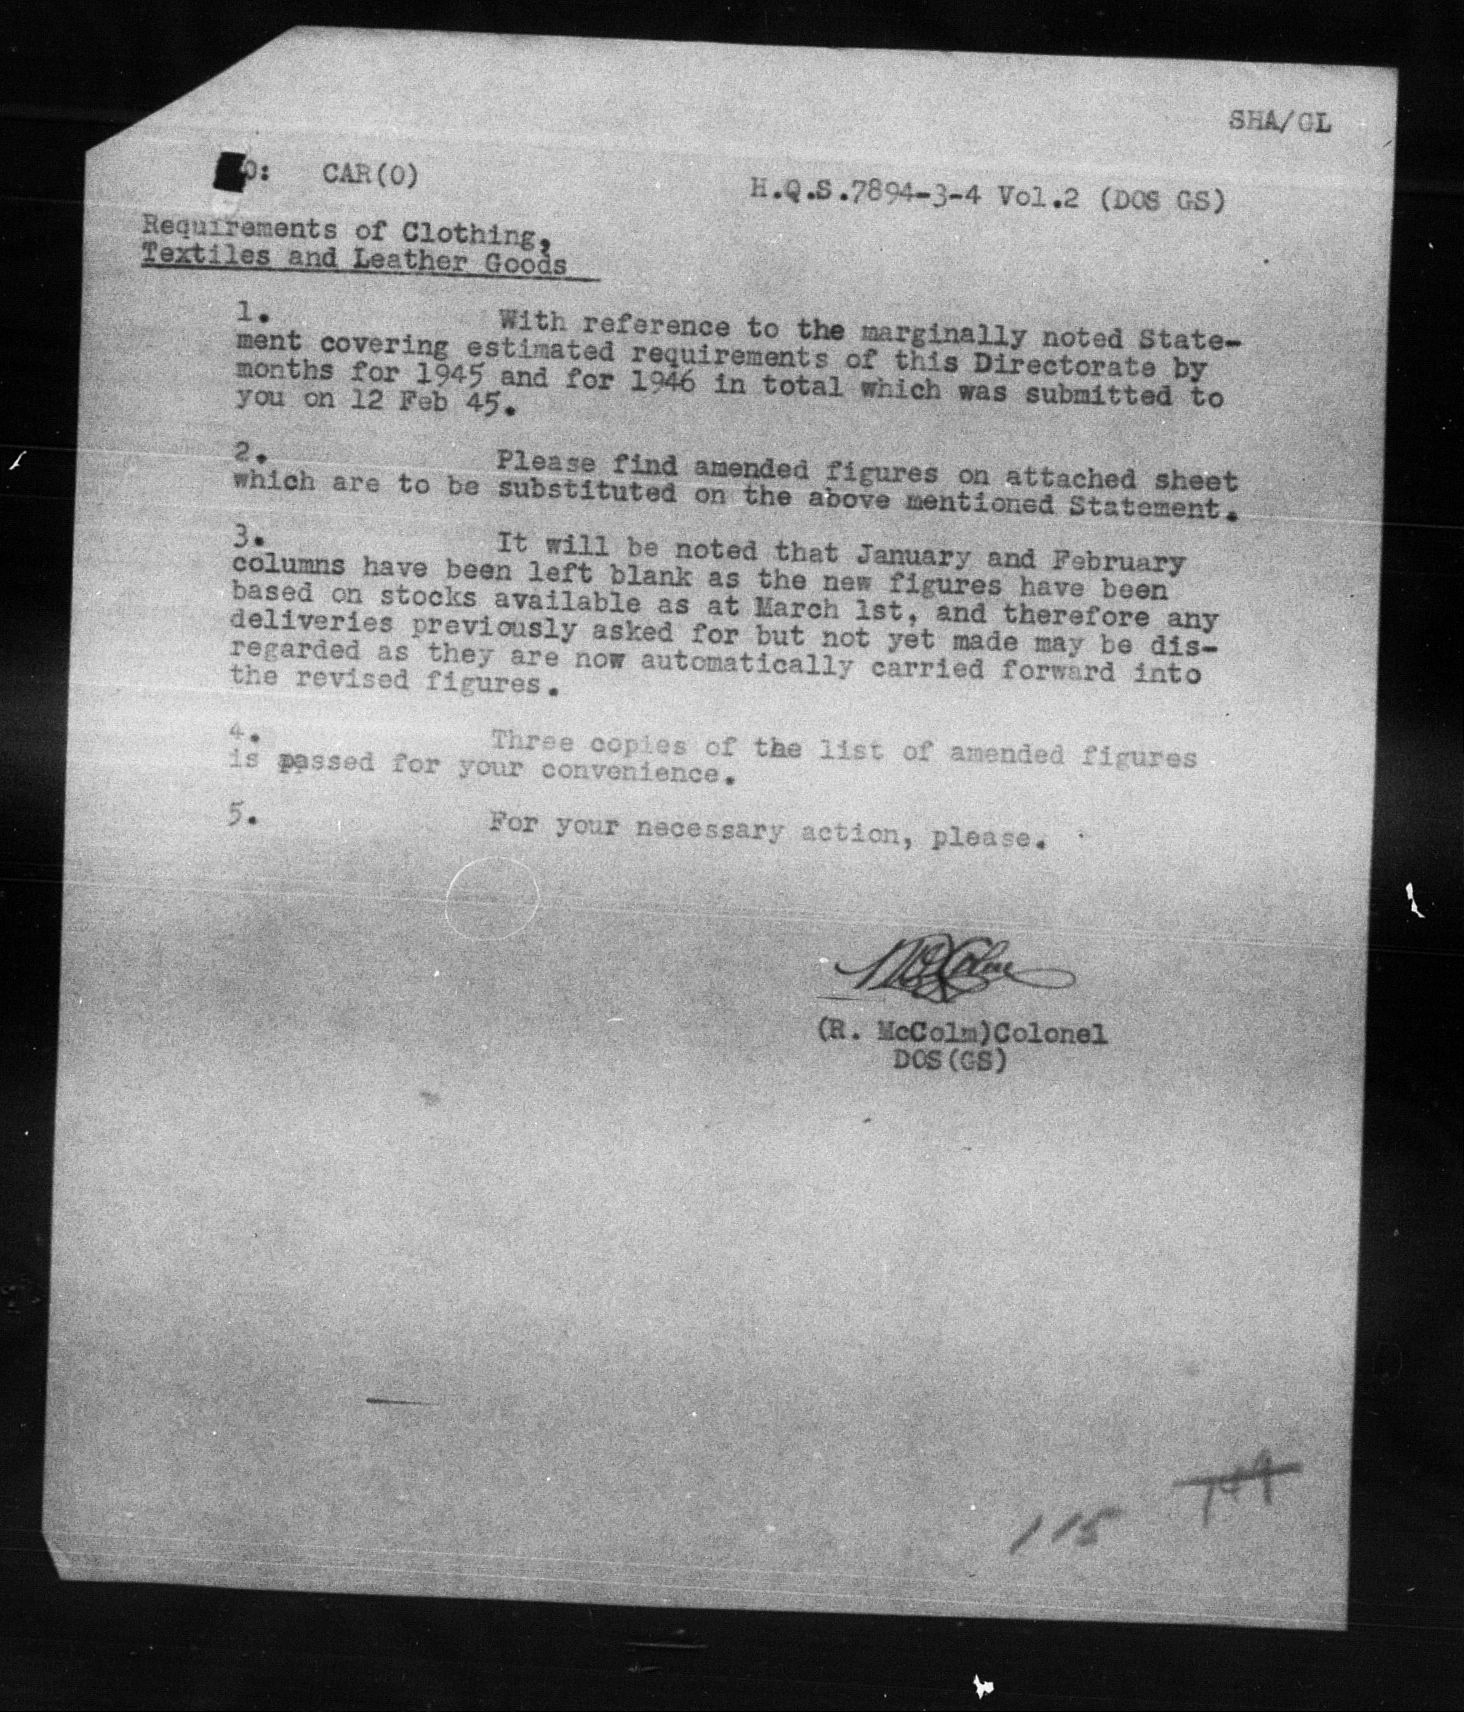 SHA/GL
O: CAR(O)
H.Q.S.7894-3-4 Vol.2 (DOS GS)
Requirements of Clothing,
Textiles and Leather Goods
1. With reference to the marginally noted State-
ment covering estimated requirements of this Directorate by
months for 1945 and for 1946 in total which was submitted to
you on 12 Feb 45.
2. Please find amended figures on attached sheet
which are to be substituted on the above mentioned Statement.
3. It will be noted that January and February
columns have been left blank as the new figures have been
based on stocks available as at March 1st, and therefore any
deliveries previously asked for but not yet made may be dis-
regarded as they are now automatically carried forward into
the revised figures.
4. Three copies of the list of amended figures
is passed for your convenience.
5. For your necessary action, please.
(R. McColm)Colonel
DOS(GS)
115